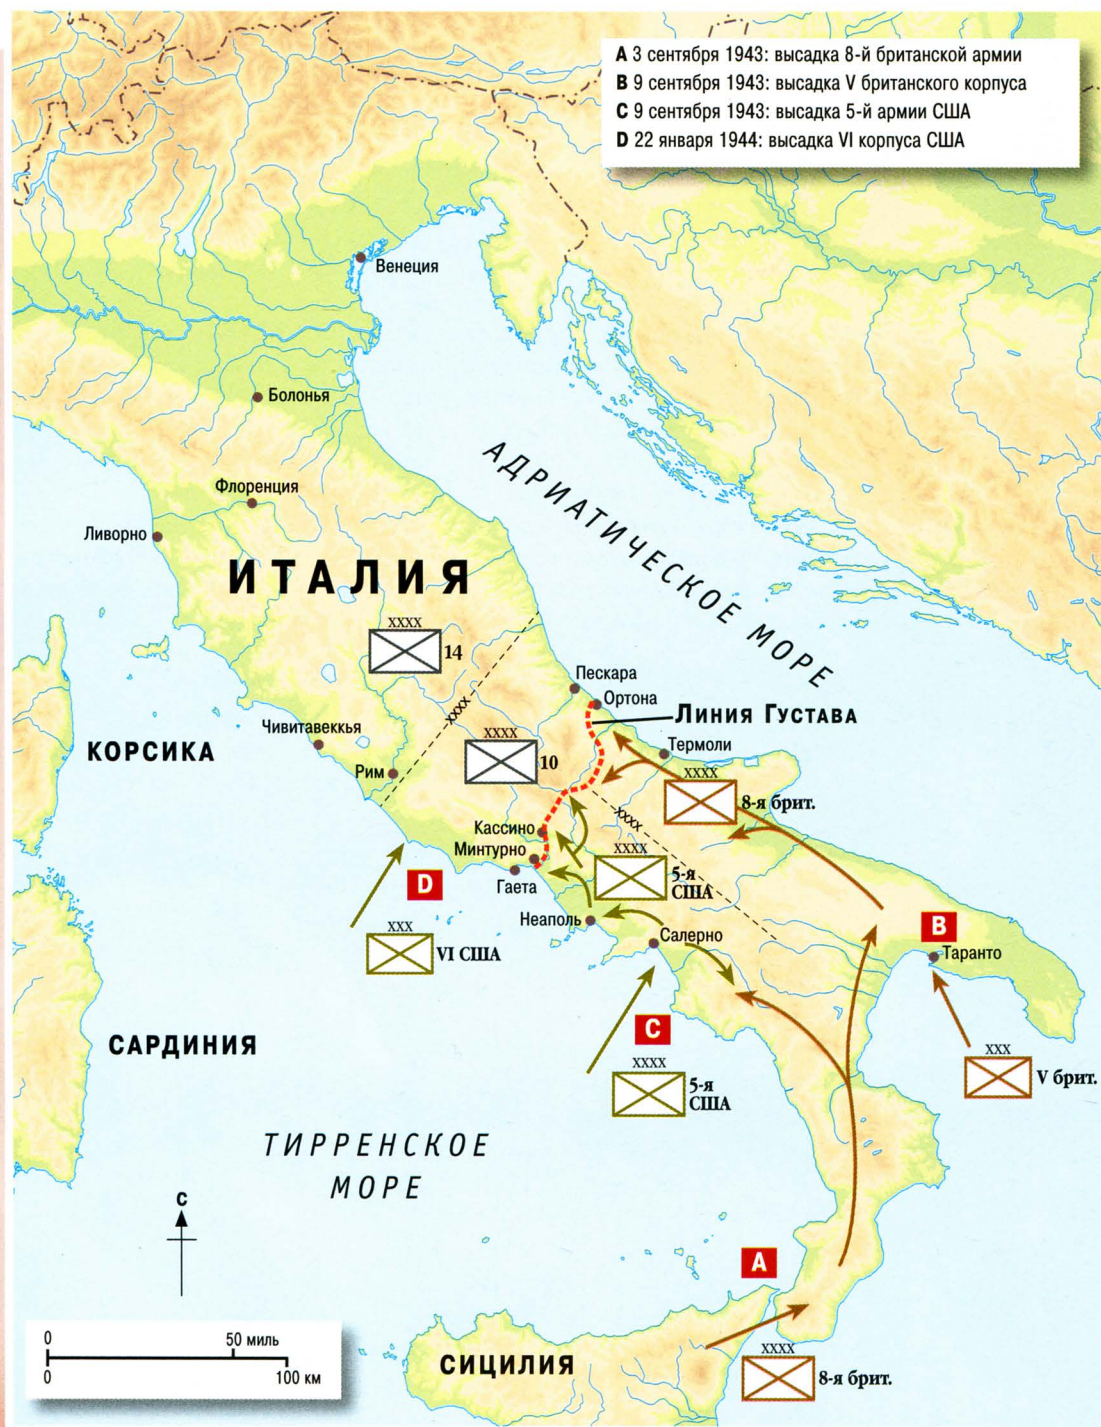 А 3 сентября 1943: высадка 8-й британской армии
В 9 сентября 1943: высадка V британского корпуса
С 9 сентября 1943: высадка 5-й армии США
D 22 января 1944: высадка VI корпуса США
Венеция
Болонья
Флоренция
Ливорно
АДРИАТИЧЕСКОЕ МОРЕ
ИТАЛИЯ
XXXX
14
XXXX
Пескара
Ортона
ЛИНИЯ ГУСТАВА
КОРСИКА
Чивитавеккья
Рим
XXXX
10
Термоли
XXXX
8-я брит.
XXXX
Кассино
Минтурно
Гаета
XXXX
5-я
США
D
XXX
VI США
Неаполь
Салерно
B
Таранто
САРДИНИЯ
C
XXXX
5-я
США
XXX
V брит.
ТИРРЕНСКОЕ
МОРЕ
С
A
0
50 миль
0
100 км
СИЦИЛИЯ
XXXX
8-я брит.